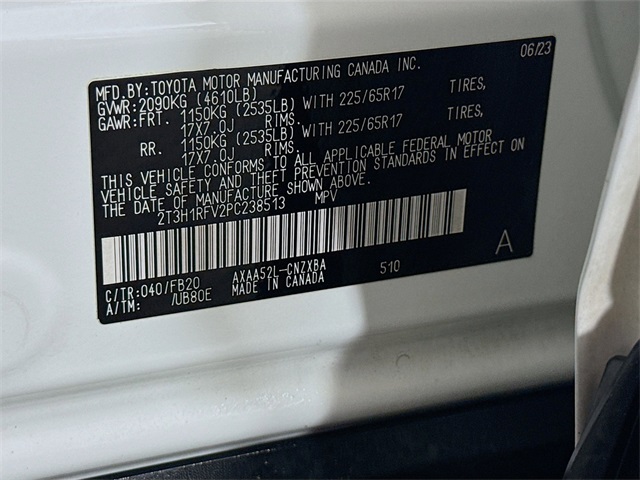 06/23
MFD.BY:TOYOTA MOTOR MANUFACTURING CANADA INC.
GVWR:2090KG (4610LB)
GAWR:FRT. 1150KG (2535LB) WITH 225/65R17 TIRES,
17X7.0J RIMS.
RR. 1150KG (2535LB) WITH 225/65R17 TIRES,
17X7.0J RIMS.
THIS VEHICLE CONFORMS TO ALL APPLICABLE FEDERAL MOTOR
VEHICLE SAFETY AND THEFT PREVENTION STANDARDS IN EFFECT ON
THE DATE OF MANUFACTURE SHOWN ABOVE.
2T3H1RFV2PC238513 MPV
A
C/TR:040/FB20 AXAA52L-CNZXBA 510
A/TM: /UB80E MADE IN CANADA